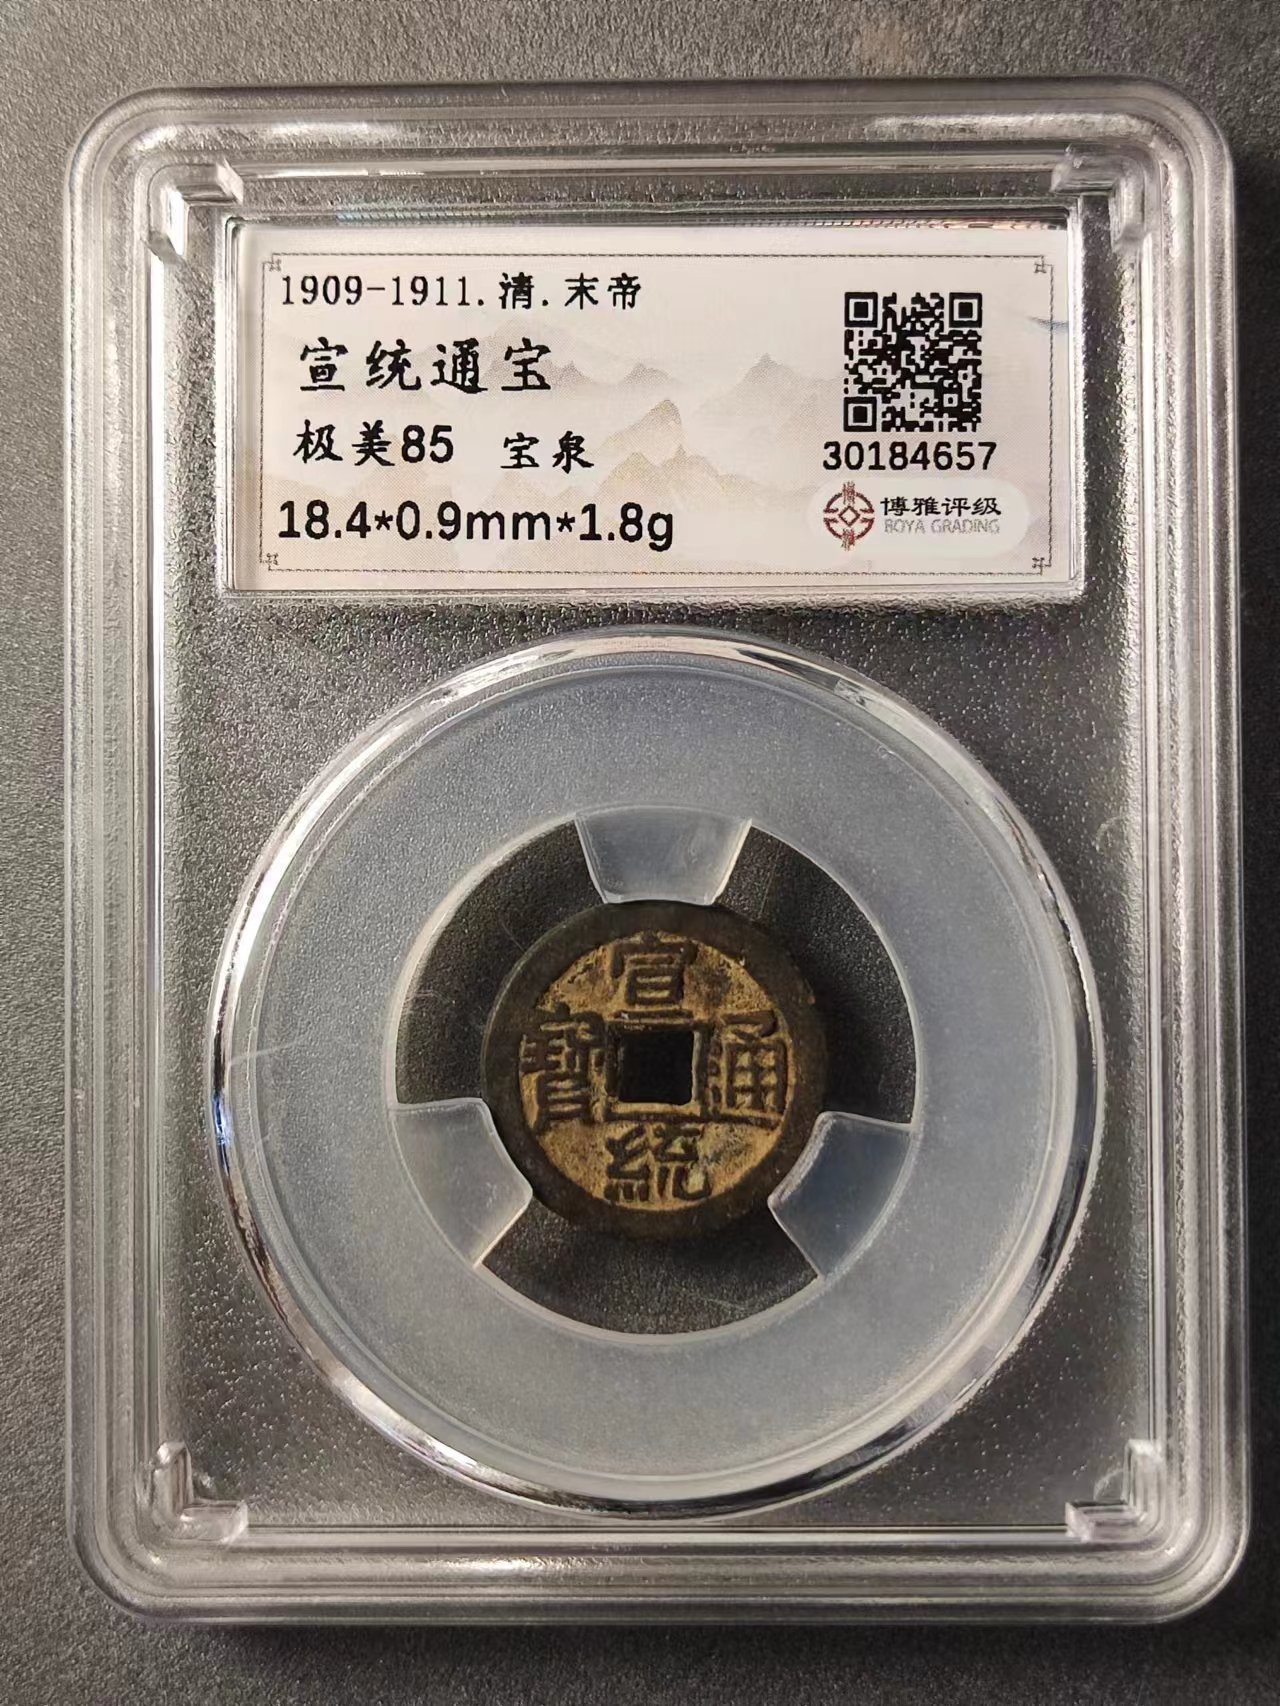 1909-1911.清.末帝
宣统通宝
极美85 宝泉
18.4*0.9mm*1.8g
30184657
博雅评级
BOYA GRADING
宣
寶 通
統